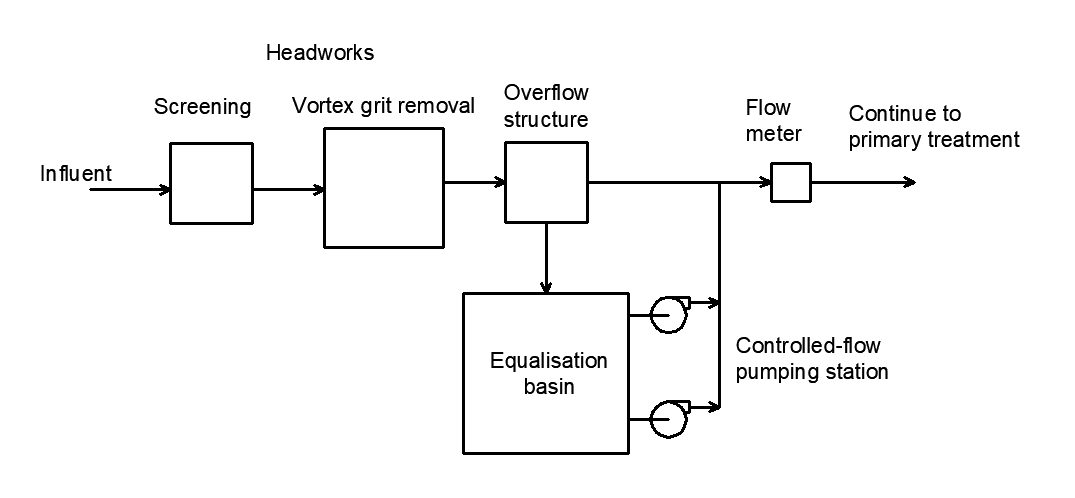 Headworks
Screening
Vortex grit removal
Overflow
structure
Flow
meter
Continue to
primary treatment
Influent
Equalisation
basin
Controlled-flow
pumping station